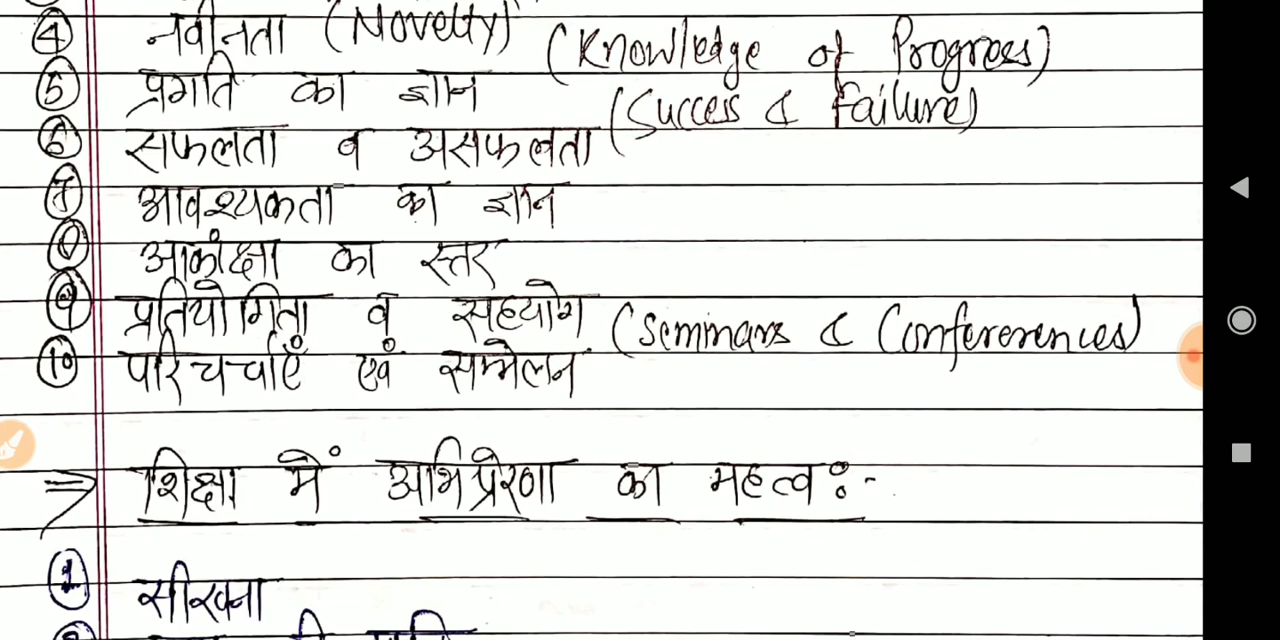 ④ नवीनता (Novelty)
⑤ प्रगति का ज्ञान (Knowledge of Progress)
⑥ सफलता व असफलता (Success & Failure)
⑦ आवश्यकता का ज्ञान
⑧ आकांक्षा का स्तर
⑨ प्रतियोगिता व सहयोग
⑩ परिचर्चाएँ एवं सम्मेलन (Seminars & Conferences)
⇒ शिक्षा में अभिप्रेरणा का महत्व :-
① सीखना